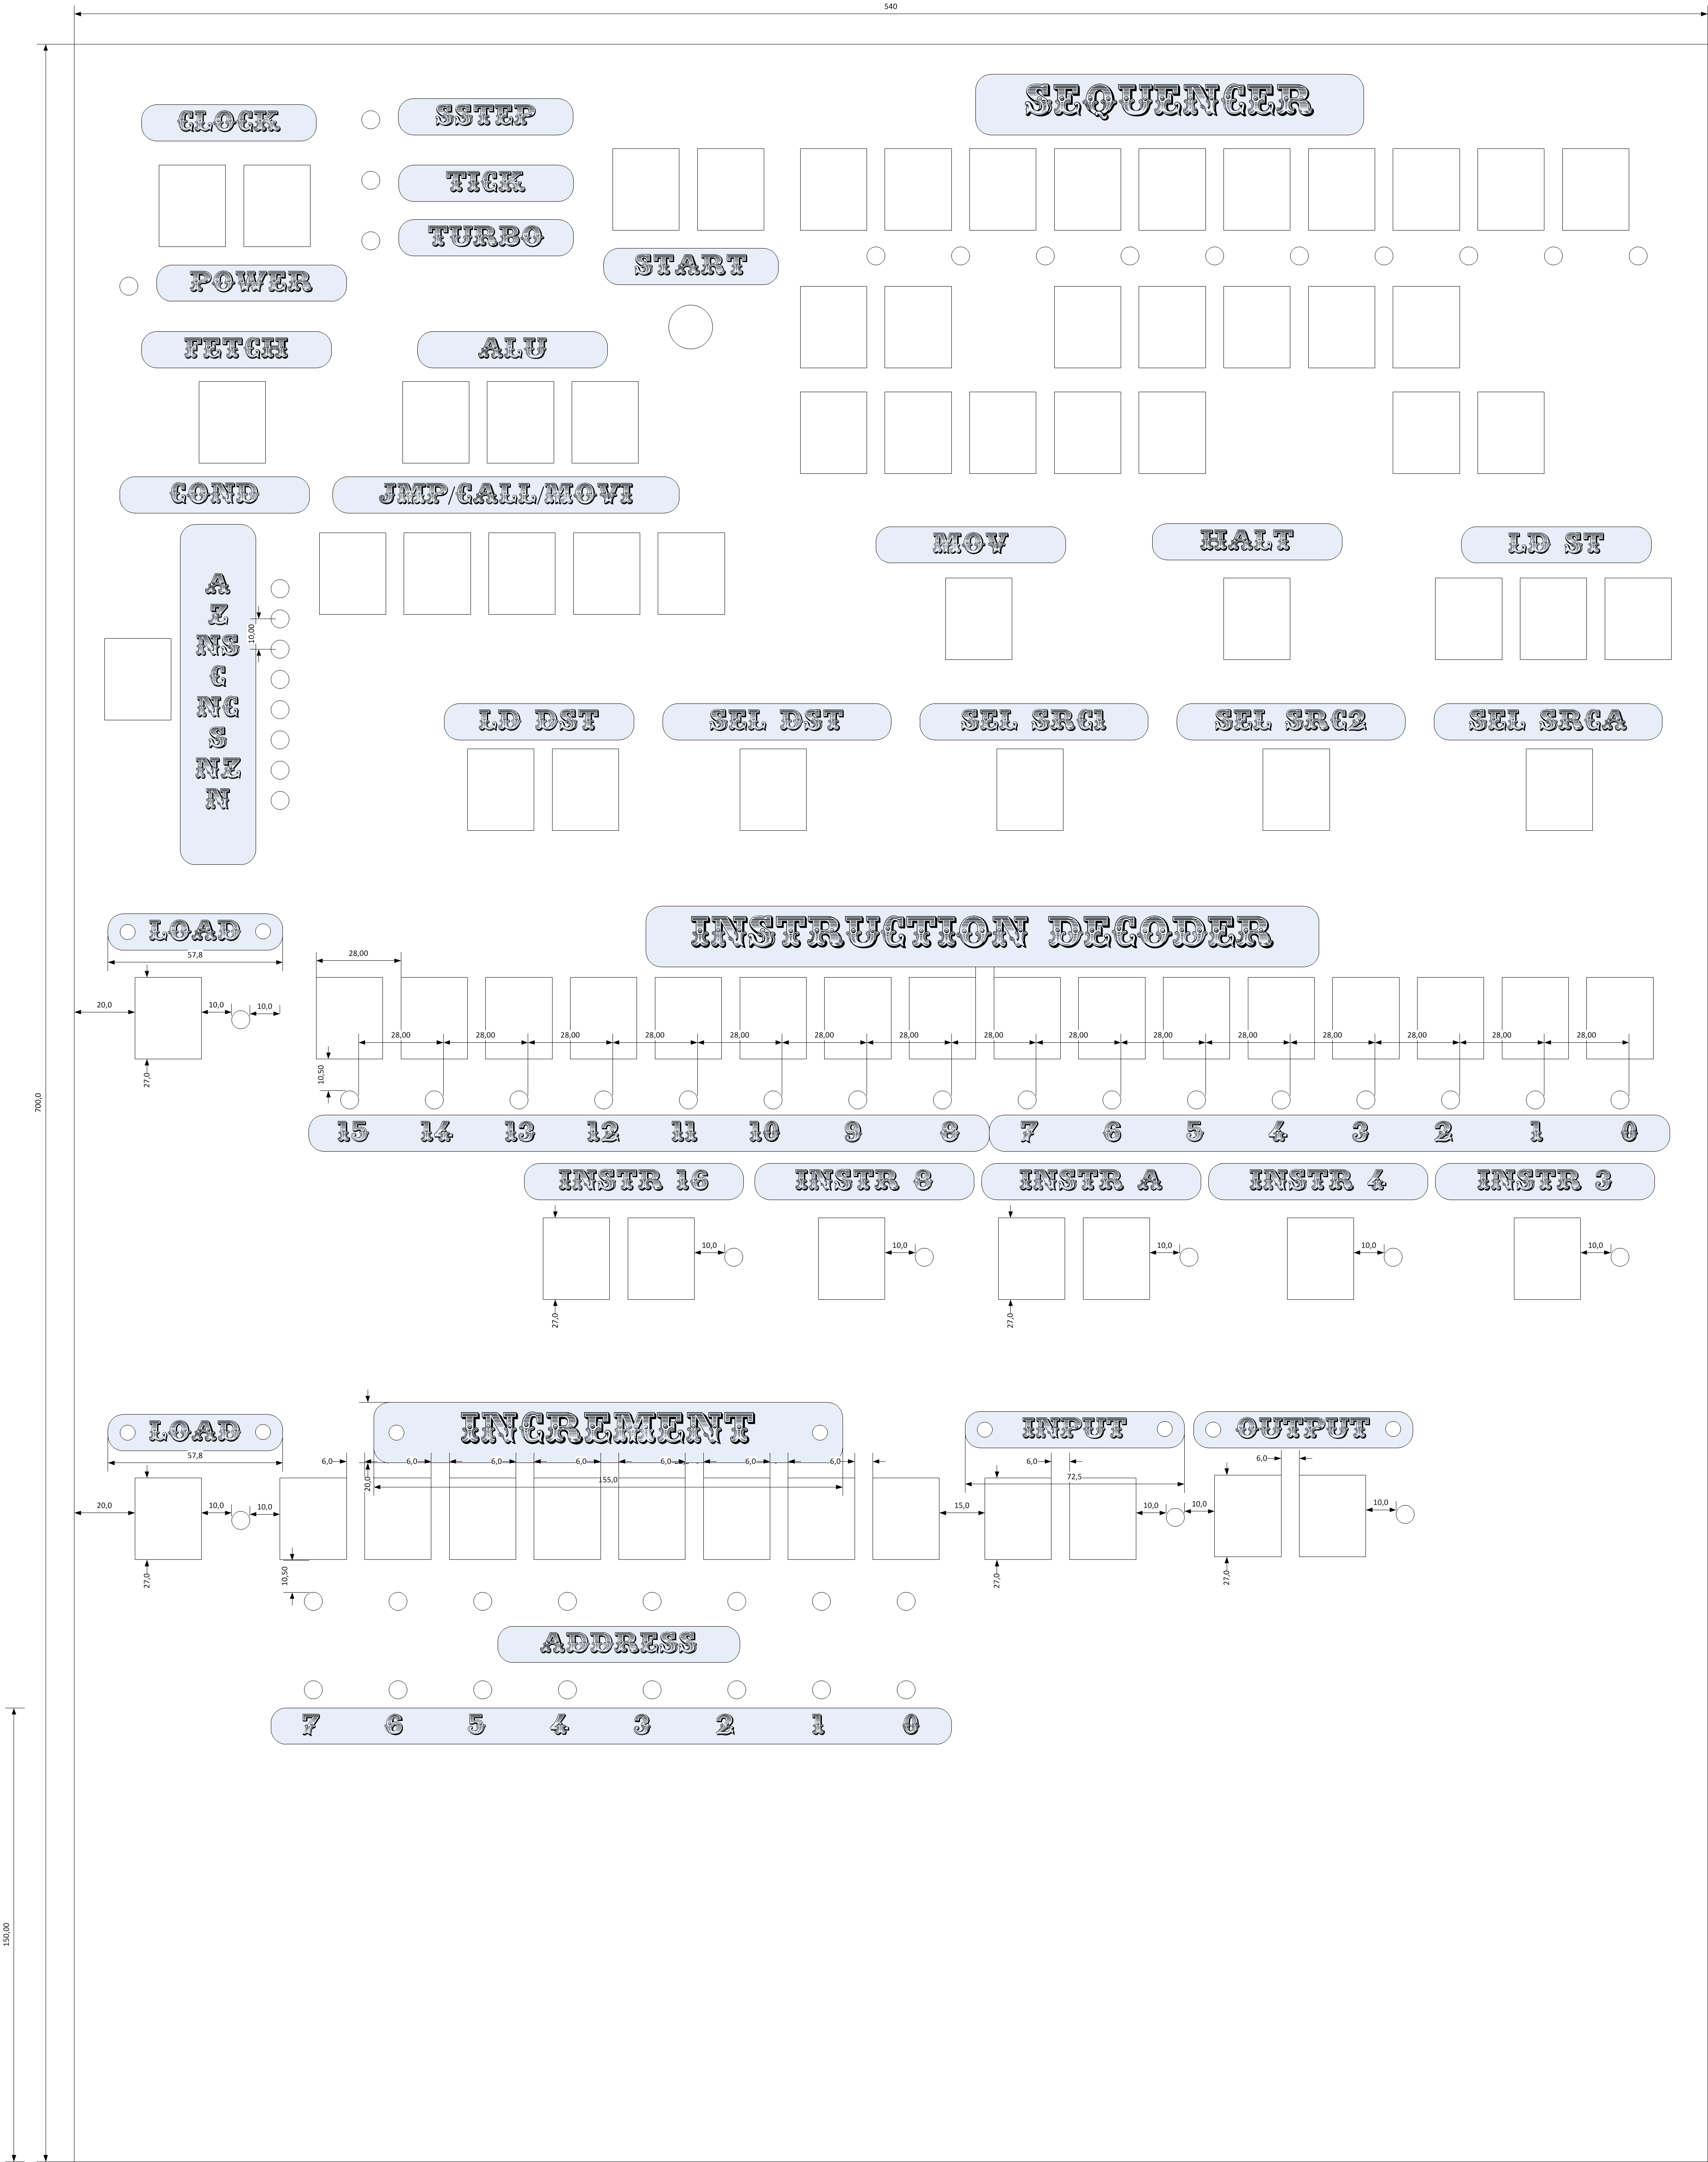 540
SEQUENCER
CLOCK
SSTEP
TICK
TURBO
START
POWER
FETCH
ALU
COND
JMP/CALL/MOVI
MOV
HALT
LD ST
A
Z
NS
C
NC
S
NZ
N
10,00
LD DST
SEL DST
SEL SRC1
SEL SRC2
SEL SRCA
LOAD
57,8
INSTRUCTION DECODER
28,00
20,0
10,0
10,0
27,0
28,00 28,00 28,00 28,00 28,00 28,00 28,00 28,00 28,00 28,00 28,00 28,00 28,00 28,00 28,00
10,50
700,0
15 14 13 12 11 10 9 8 7 6 5 4 3 2 1 0
INSTR 16
INSTR 8
INSTR A
INSTR 4
INSTR 3
10,0
10,0
10,0
10,0
10,0
27,0
27,0
LOAD
57,8
INCREMENT
INPUT
OUTPUT
6,0 6,0 6,0 6,0 6,0 6,0 6,0
6,0
6,0
20,0
155,0
72,5
20,0
10,0
10,0
15,0
10,0
10,0
10,0
27,0
27,0
27,0
10,50
ADDRESS
7 6 5 4 3 2 1 0
150,00